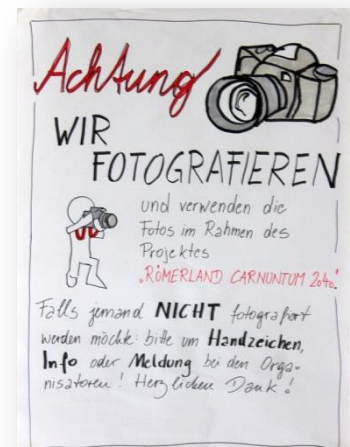 Achtung
WIR
FOTOGRAFIEREN
und verwenden die
Fotos im Rahmen des
Projektes
„RÖMERLAND CARNUNTUM 2040“
Falls jemand NICHT fotografiert
werden möchte: bitte um Handzeichen,
Info oder Meldung bei den Orga-
nisatoren! Herzlichen Dank!